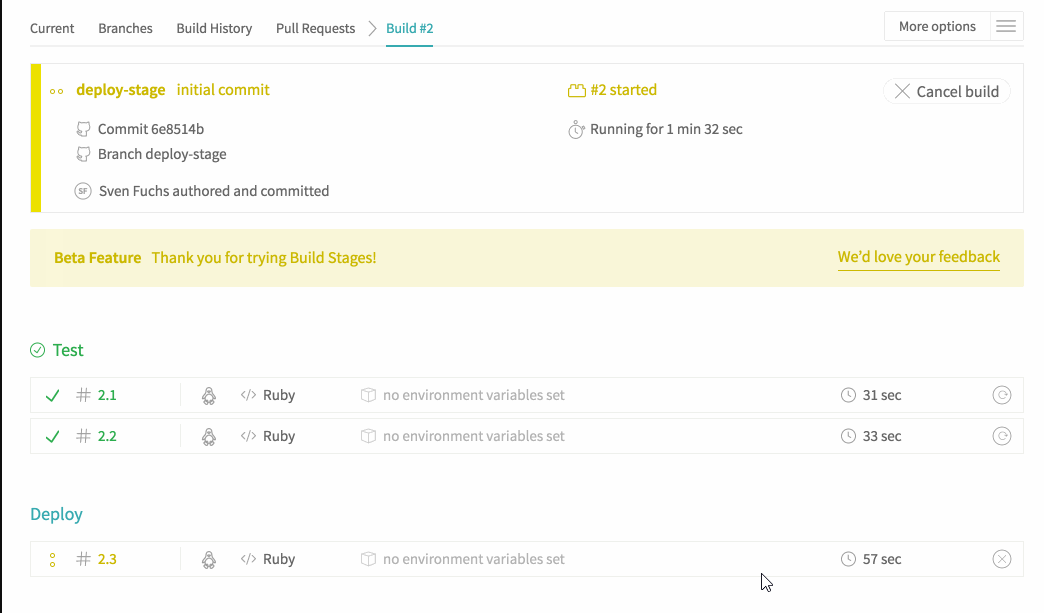 Current Branches Build History Pull Requests Build #2 More options
deploy-stage initial commit #2 started Cancel build
Commit 6e8514b Running for 1 min 32 sec
Branch deploy-stage
SF Sven Fuchs authored and committed
Beta Feature Thank you for trying Build Stages! We'd love your feedback
Test
# 2.1 </> Ruby no environment variables set 31 sec
# 2.2 </> Ruby no environment variables set 33 sec
Deploy
# 2.3 </> Ruby no environment variables set 57 sec